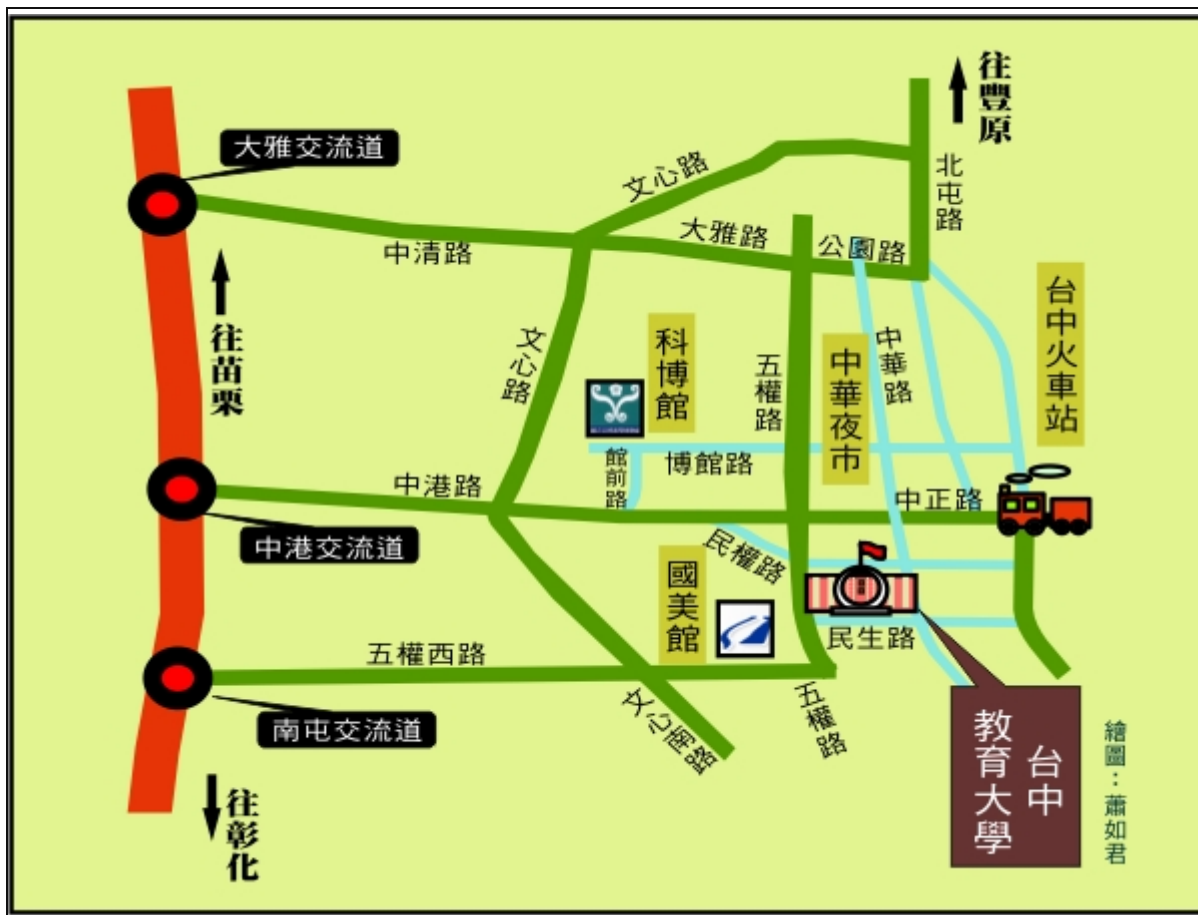 往豐原
大雅交流道
文心路
北屯路
大雅路
公園路
中清路
往苗栗
文心路
科博館
五權路
中華夜市
中華路
台中火車站
館前路
博館路
中港路
中正路
中港交流道
民權路
國美館
民生路
五權西路
南屯交流道
文心南路
五權路
台中
教育大學
繪圖：蕭如君
往彰化